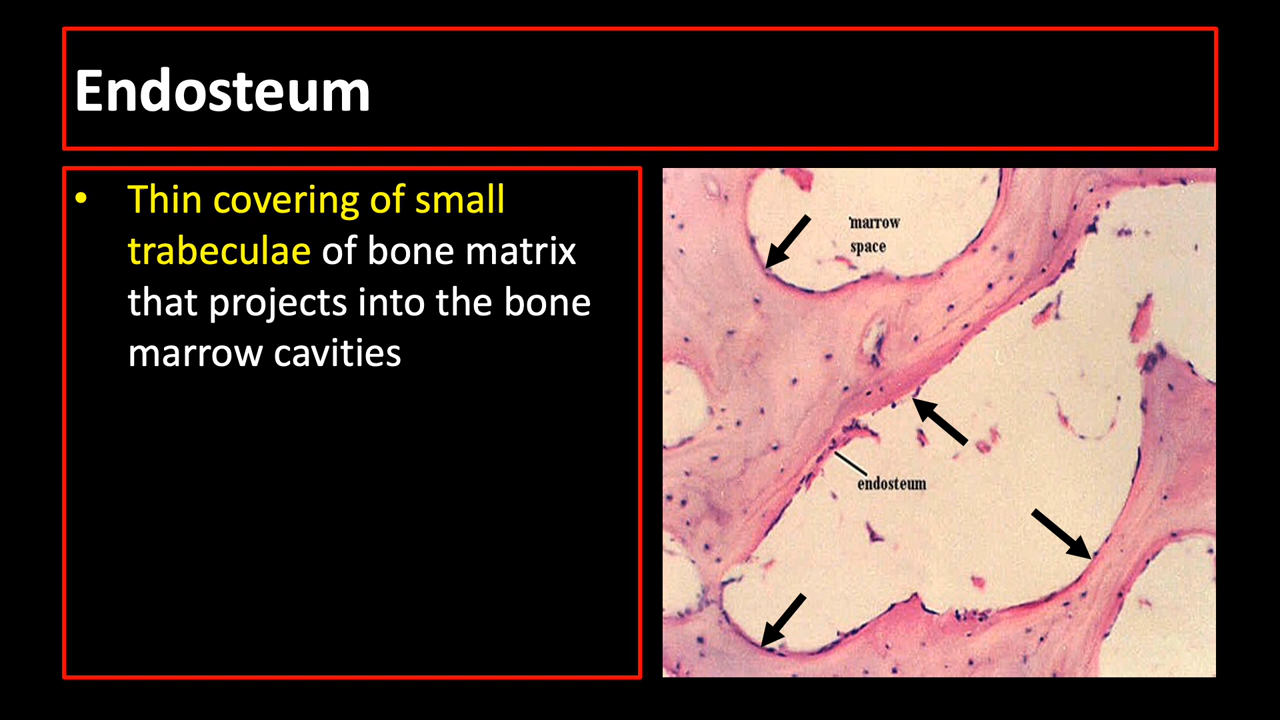 Endosteum
• Thin covering of small
trabeculae of bone matrix
that projects into the bone
marrow cavities
marrow
space
endosteum